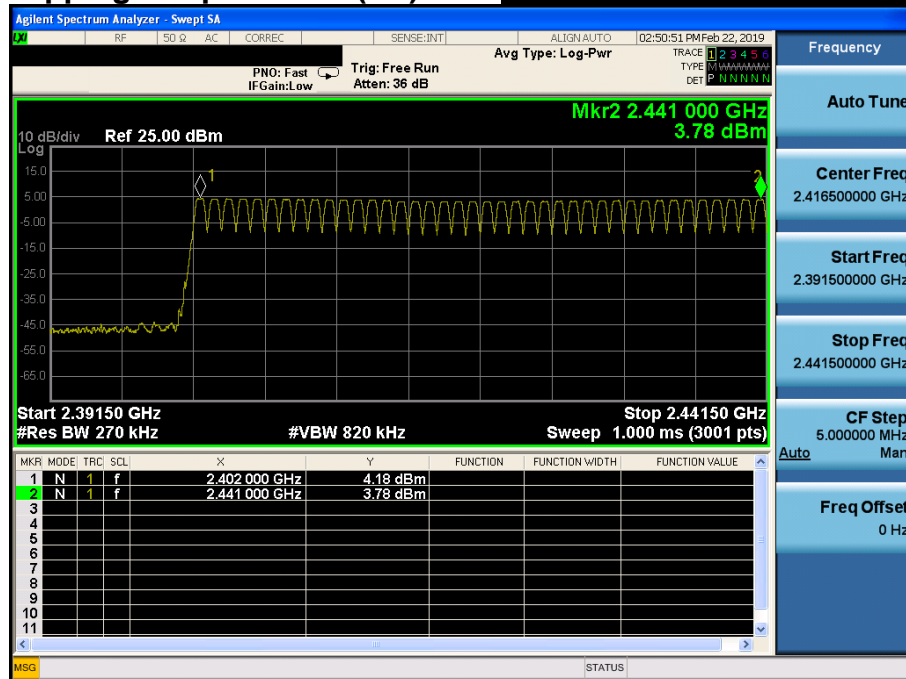 Agilent Spectrum Analyzer - Swept SA
LXI RF 50 Ω AC CORREC SENSE:INT ALIGN AUTO 02:50:51 PM Feb 22, 2019
Avg Type: Log-Pwr TRACE 1 2 3 4 5 6
PNO: Fast Trig: Free Run TYPE M WWWWW
IFGain:Low Atten: 36 dB DET P N N N N N
Mkr2 2.441 000 GHz
10 dB/div Ref 25.00 dBm 3.78 dBm
Log
15.0
5.00
-5.00
-15.0
-25.0
-35.0
-45.0
-55.0
-65.0
1
2
Start 2.39150 GHz Stop 2.44150 GHz
#Res BW 270 kHz #VBW 820 kHz Sweep 1.000 ms (3001 pts)
MKR MODE TRC SCL X Y FUNCTION FUNCTION WIDTH FUNCTION VALUE
1 N 1 f 2.402 000 GHz 4.18 dBm
2 N 1 f 2.441 000 GHz 3.78 dBm
3
4
5
6
7
8
9
10
11
MSG STATUS
Frequency
Auto Tune
Center Freq
2.416500000 GHz
Start Freq
2.391500000 GHz
Stop Freq
2.441500000 GHz
CF Step
5.000000 MHz
Auto Man
Freq Offset
0 Hz